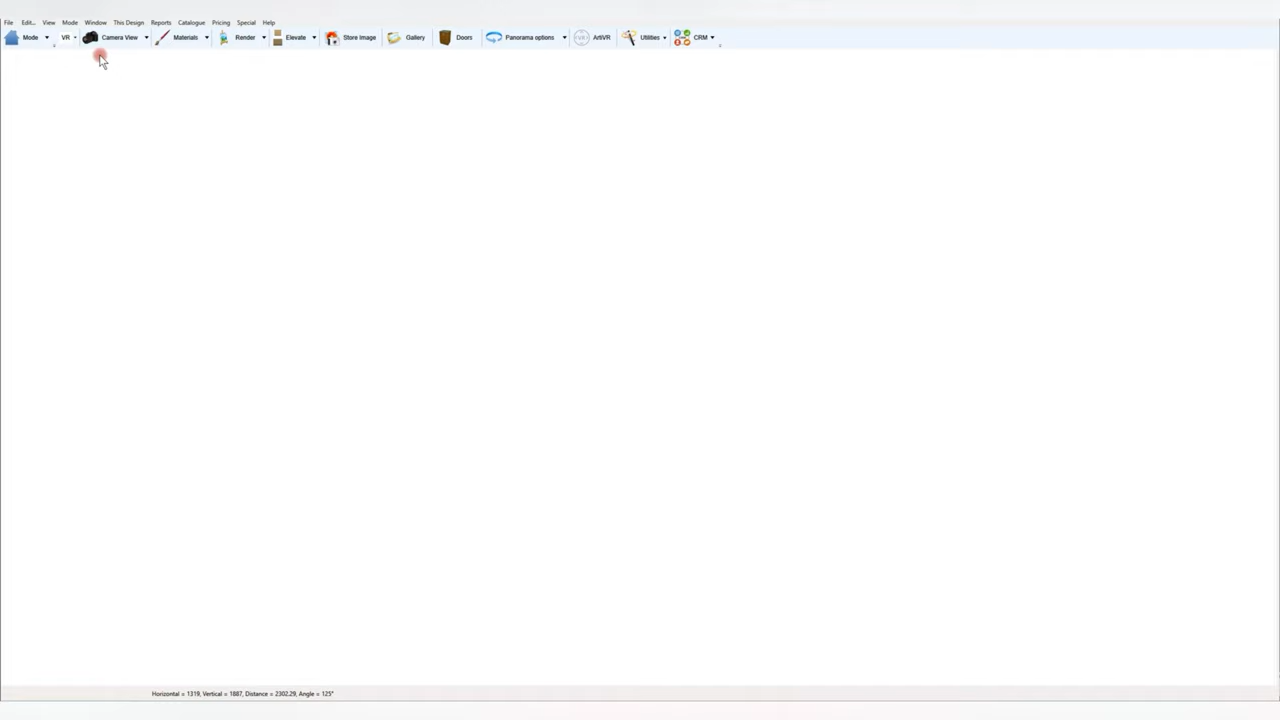 File Edit... View Mode Window This Design Reports Catalogue Pricing Special Help
Mode VR Camera View Materials Render Elevate Store Image Gallery Doors Panorama options ArtiVR Utilities CRM
Horizontal = 1319, Vertical = 1887, Distance = 2302.29, Angle = 125°